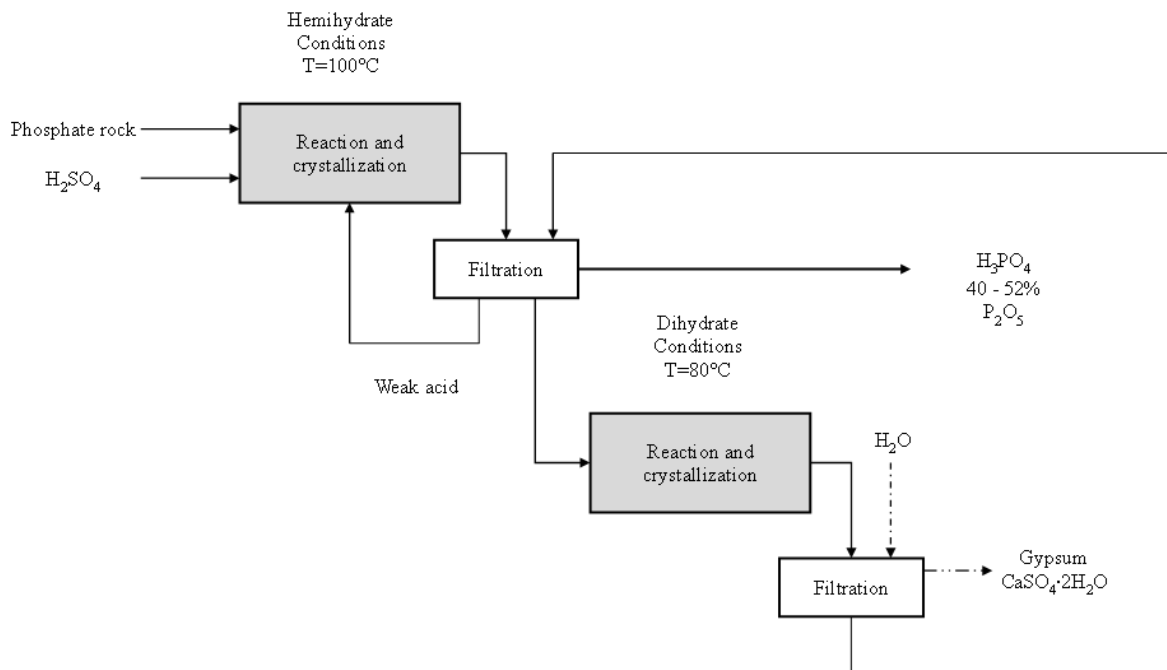 Hemihydrate
Conditions
T=100°C
Phosphate rock
H₂SO₄
Reaction and
crystallization
Filtration
H₃PO₄
40 - 52%
P₂O₅
Weak acid
Dihydrate
Conditions
T=80°C
Reaction and
crystallization
H₂O
Filtration
Gypsum
CaSO₄·2H₂O